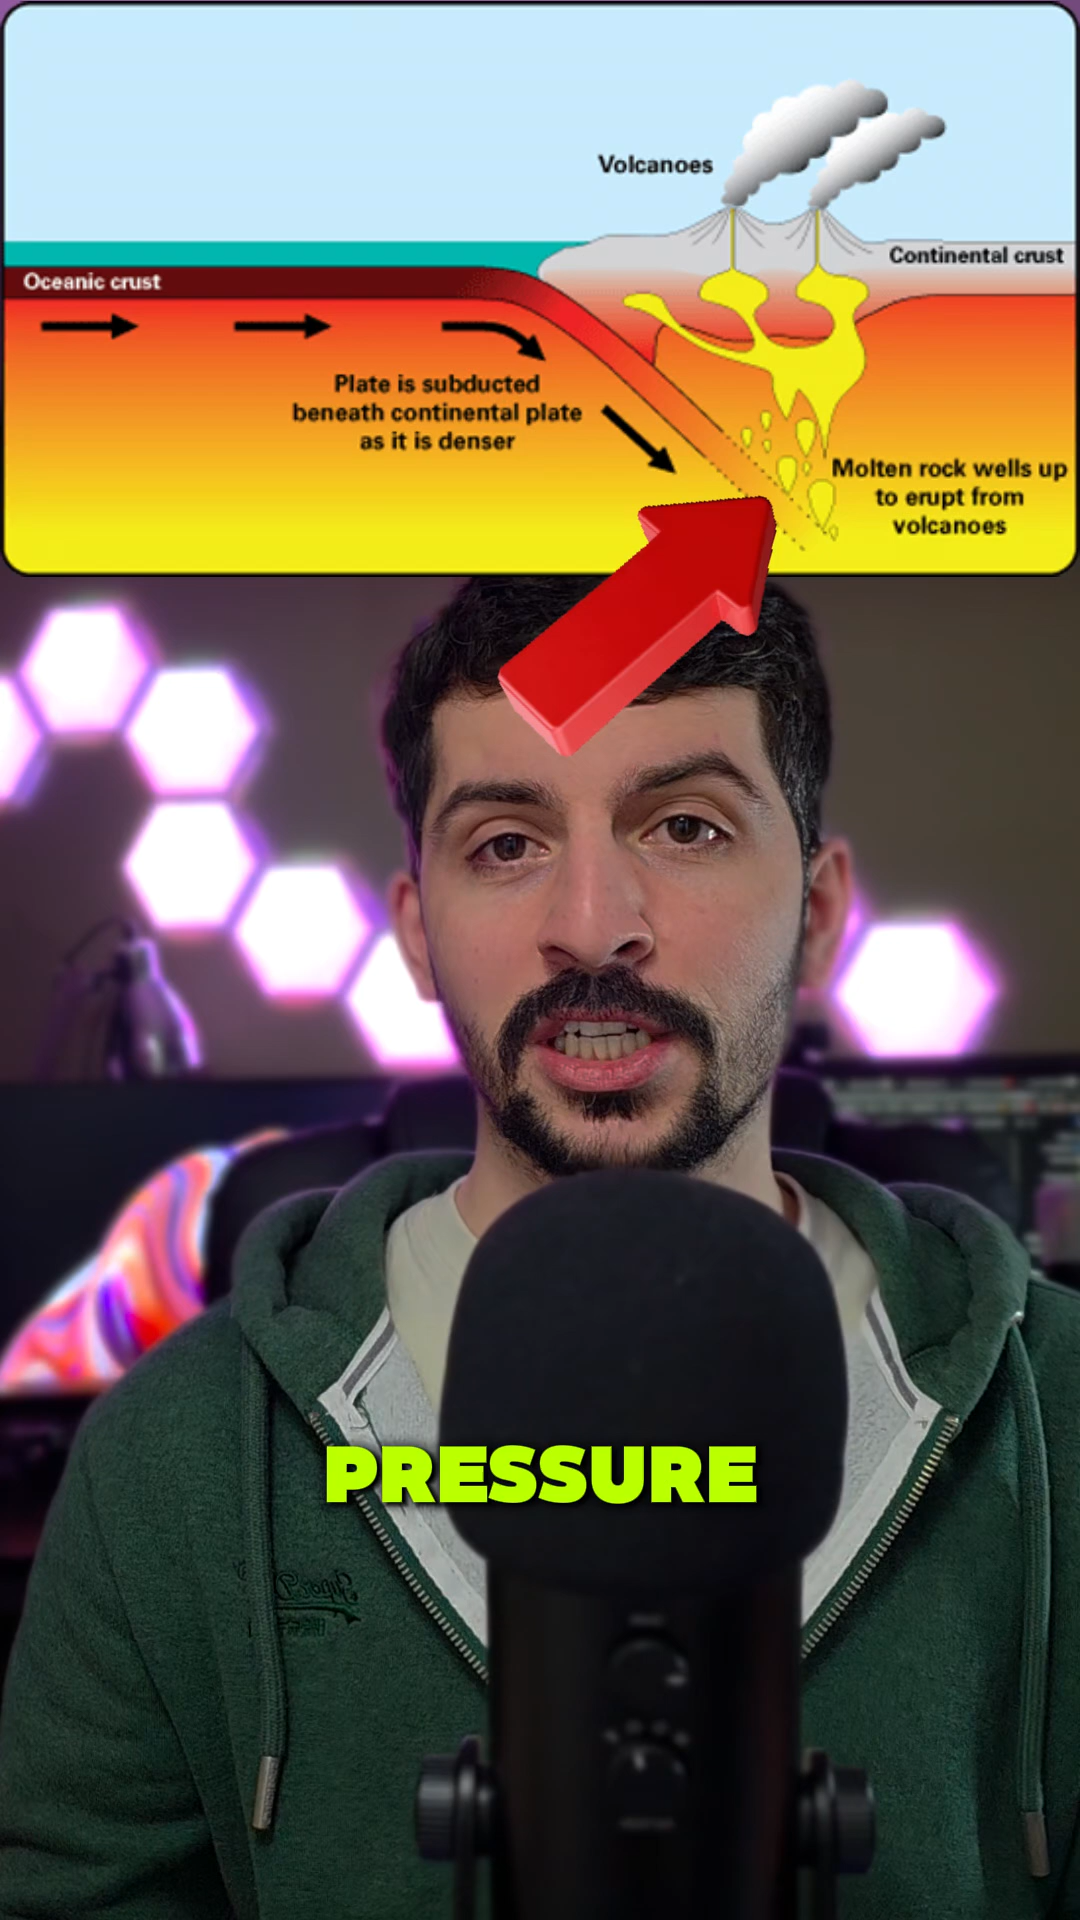 Volcanoes
Continental crust
Oceanic crust
Plate is subducted
beneath continental plate
as it is denser
Molten rock wells up
to erupt from
volcanoes
PRESSURE